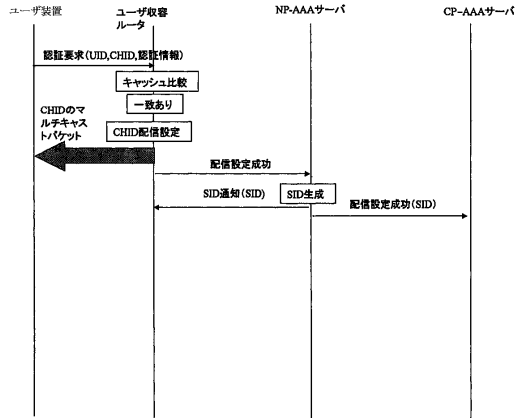 ユーザ装置
ユーザ収容
ルータ
NP-AAAサーバ
CP-AAAサーバ
認証要求(UID,CHID,認証情報)
キャッシュ比較
一致あり
CHIDのマ
ルチキャス
トパケット
CHID配信設定
配信設定成功
SID生成
SID通知(SID)
配信設定成功(SID)